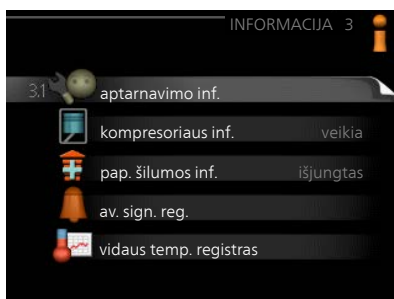 INFORMACIJA 3
3.1 aptarnavimo inf.
kompresoriaus inf. veikia
pap. šilumos inf. išjungtas
av. sign. reg.
vidaus temp. registras